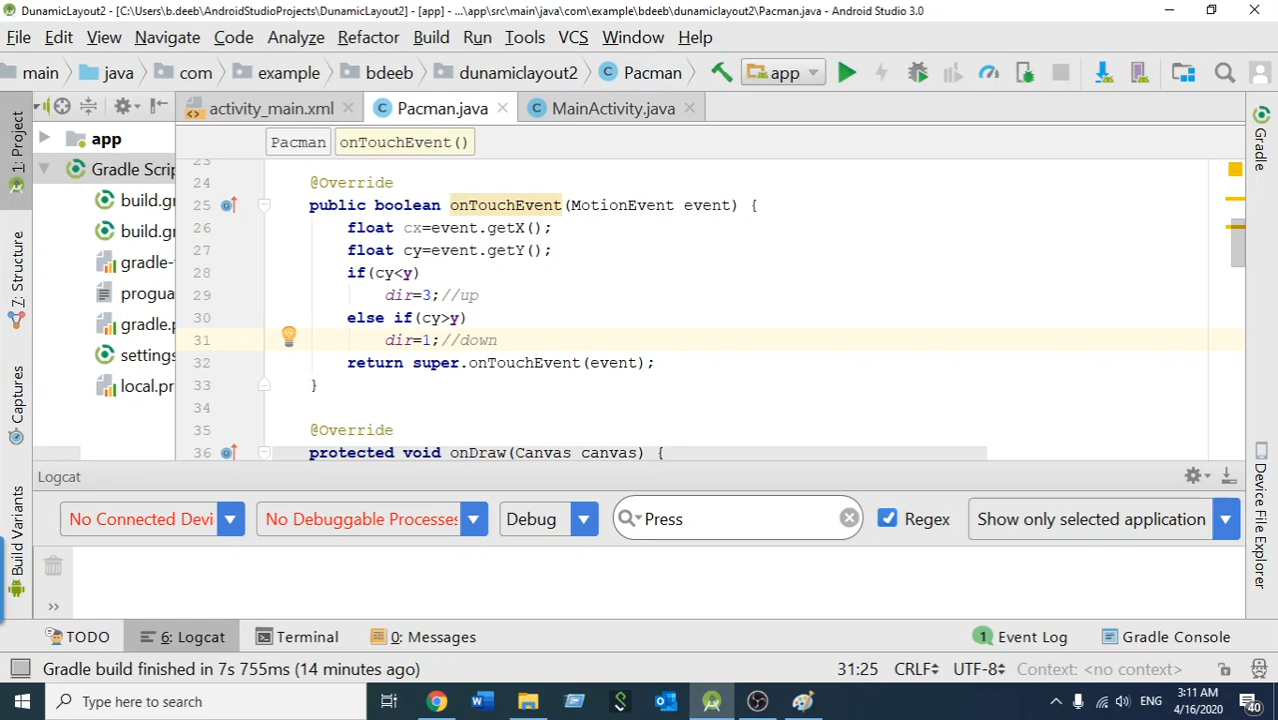 DunamicLayout2 - [C:\Users\b.deeb\AndroidStudioProjects\DunamicLayout2] - [app] - ...\app\src\main\java\com\example\bdeeb\dunamiclayout2\Pacman.java - Android Studio 3.0
File Edit View Navigate Code Analyze Refactor Build Run Tools VCS Window Help
main java com example bdeeb dunamiclayout2 Pacman app
activity_main.xml Pacman.java MainActivity.java
Pacman onTouchEvent()
1: Project
7: Structure
Captures
Build Variants
app
Gradle Scrip
build.gr
build.gr
gradle-
progua
gradle.p
settings
local.pr
23
24 @Override
25 public boolean onTouchEvent(MotionEvent event) {
26 float cx=event.getX();
27 float cy=event.getY();
28 if(cy<y)
29 dir=3;//up
30 else if(cy>y)
31 dir=1;//down
32 return super.onTouchEvent(event);
33 }
34
35 @Override
36 protected void onDraw(Canvas canvas) {
Gradle
Device File Explorer
Logcat
No Connected Devi No Debuggable Processes Debug Press Regex Show only selected application
»
TODO 6: Logcat Terminal 0: Messages 1 Event Log Gradle Console
Gradle build finished in 7s 755ms (14 minutes ago) 31:25 CRLF UTF-8 Context: <no context>
Type here to search ENG 3:11 AM
4/16/2020 40